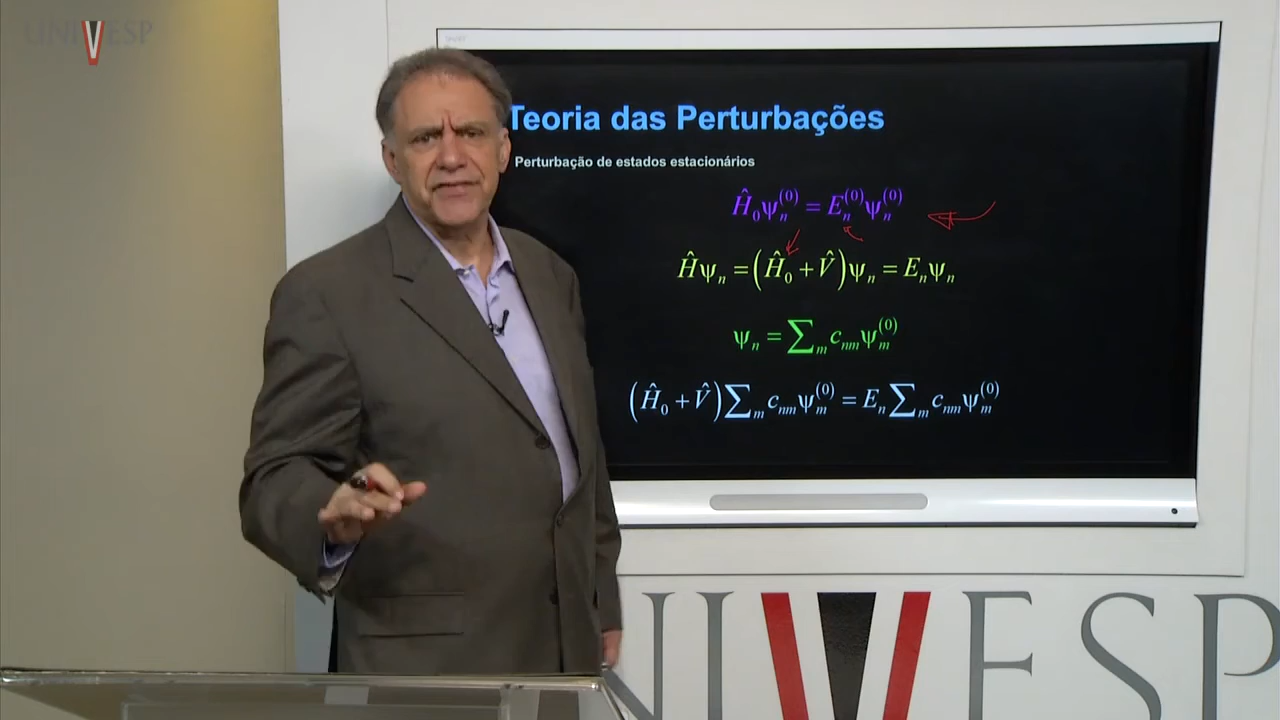 UNIVESP
Teoria das Perturbações
Perturbação de estados estacionários
Ĥ₀ψₙ⁽⁰⁾ = Eₙ⁽⁰⁾ψₙ⁽⁰⁾
Ĥψₙ = (Ĥ₀ + V̂)ψₙ = Eₙψₙ
ψₙ = ∑ₘ cₙₘψₘ⁽⁰⁾
(Ĥ₀ + V̂)∑ₘ cₙₘψₘ⁽⁰⁾ = Eₙ∑ₘ cₙₘψₘ⁽⁰⁾
UNIVESP